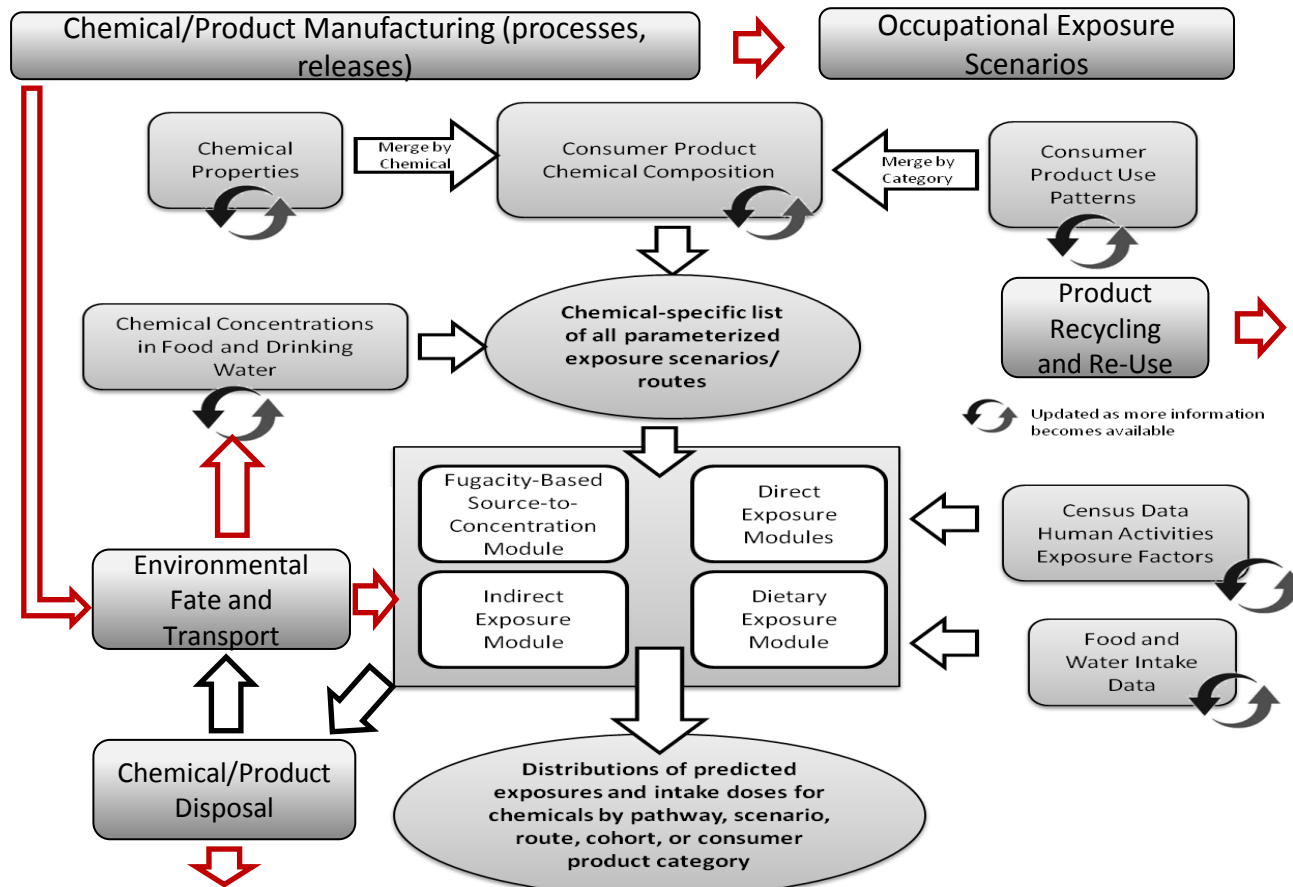 Chemical/Product Manufacturing (processes,
releases)
Occupational Exposure
Scenarios
Chemical
Properties
Merge by
Chemical
Consumer Product
Chemical Composition
Merge by
Category
Consumer
Product Use
Patterns
Chemical Concentrations
in Food and Drinking
Water
Chemical-specific list
of all parameterized
exposure scenarios/
routes
Product
Recycling
and Re-Use
Updated as more information
becomes available
Fugacity-Based
Source-to-
Concentration
Module
Direct
Exposure
Modules
Census Data
Human Activities
Exposure Factors
Environmental
Fate and
Transport
Indirect
Exposure
Module
Dietary
Exposure
Module
Food and
Water Intake
Data
Chemical/Product
Disposal
Distributions of predicted
exposures and intake doses for
chemicals by pathway, scenario,
route, cohort, or consumer
product category